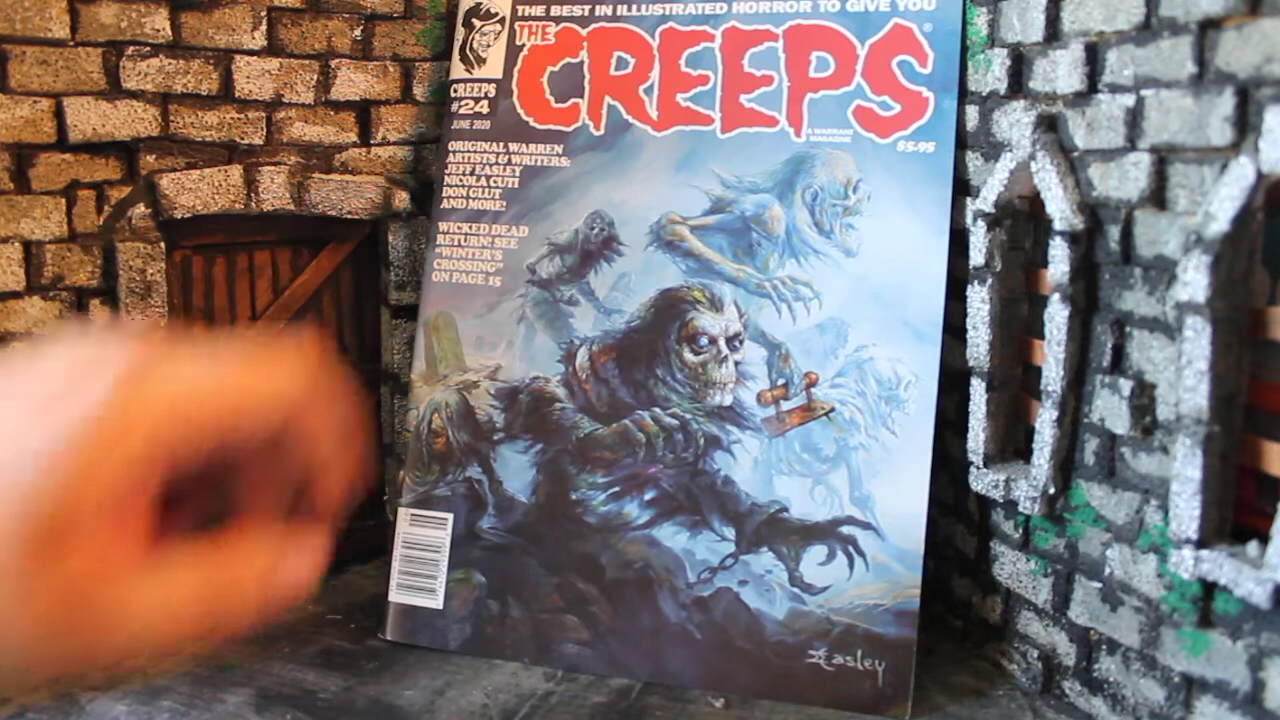 THE BEST IN ILLUSTRATED HORROR TO GIVE YOU
THE
CREEPS
CREEPS
#24
JUNE 2020
A WARRANT
MAGAZINE
$5.95
ORIGINAL WARREN
ARTISTS & WRITERS:
JEFF EASLEY
NICOLA CUTI
DON GLUT
AND MORE!
WICKED DEAD
RETURN! SEE
"WINTER'S
CROSSING"
ON PAGE 15
Easley